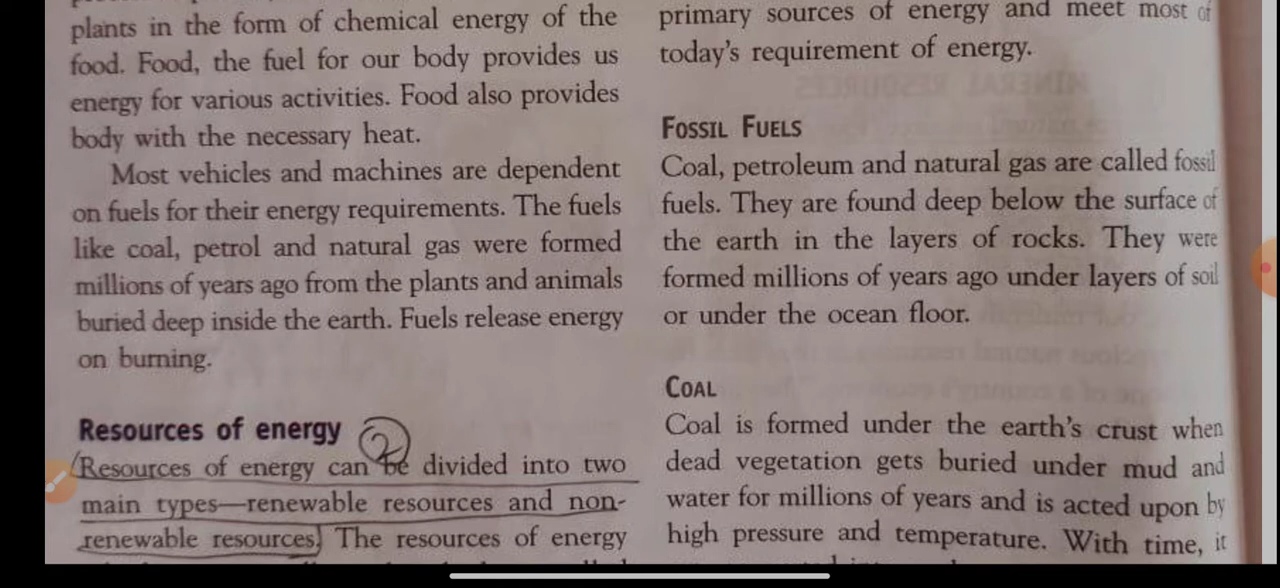 plants in the form of chemical energy of the
food. Food, the fuel for our body provides us
energy for various activities. Food also provides
body with the necessary heat.
Most vehicles and machines are dependent
on fuels for their energy requirements. The fuels
like coal, petrol and natural gas were formed
millions of years ago from the plants and animals
buried deep inside the earth. Fuels release energy
on burning.
Resources of energy 2
Resources of energy can be divided into two
main types—renewable resources and non-
renewable resources. The resources of energy
primary sources of energy and meet most of
today's requirement of energy.
FOSSIL FUELS
Coal, petroleum and natural gas are called fossil
fuels. They are found deep below the surface of
the earth in the layers of rocks. They were
formed millions of years ago under layers of soil
or under the ocean floor.
COAL
Coal is formed under the earth's crust when
dead vegetation gets buried under mud and
water for millions of years and is acted upon by
high pressure and temperature. With time, it